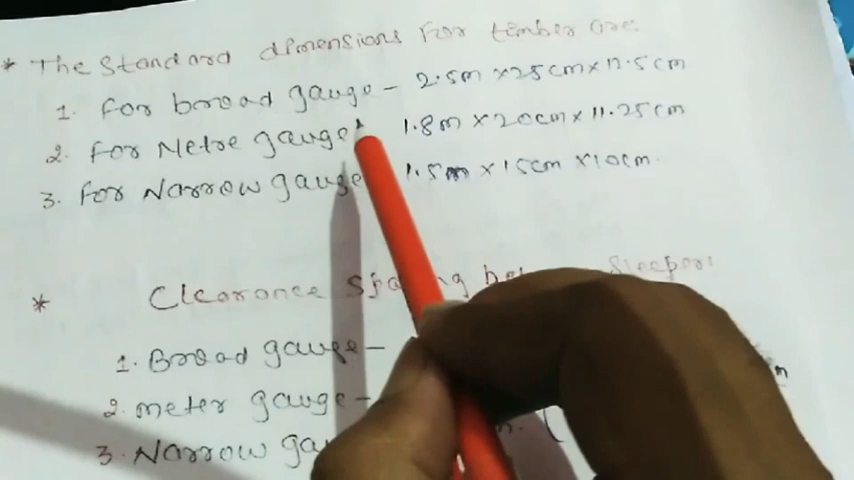 * The Standard dimensions For timber are:
1. For broad gauge - 2.5m x 25cm x 12.5cm
2. For Metre gauge 1.8m x 20cm x 11.25cm
3. For Narrow gauge 1.5m x 15cm x 10cm.
* Clearance Sleeper:
1. Broad gauge -
2. meter gauge -
3. Narrow